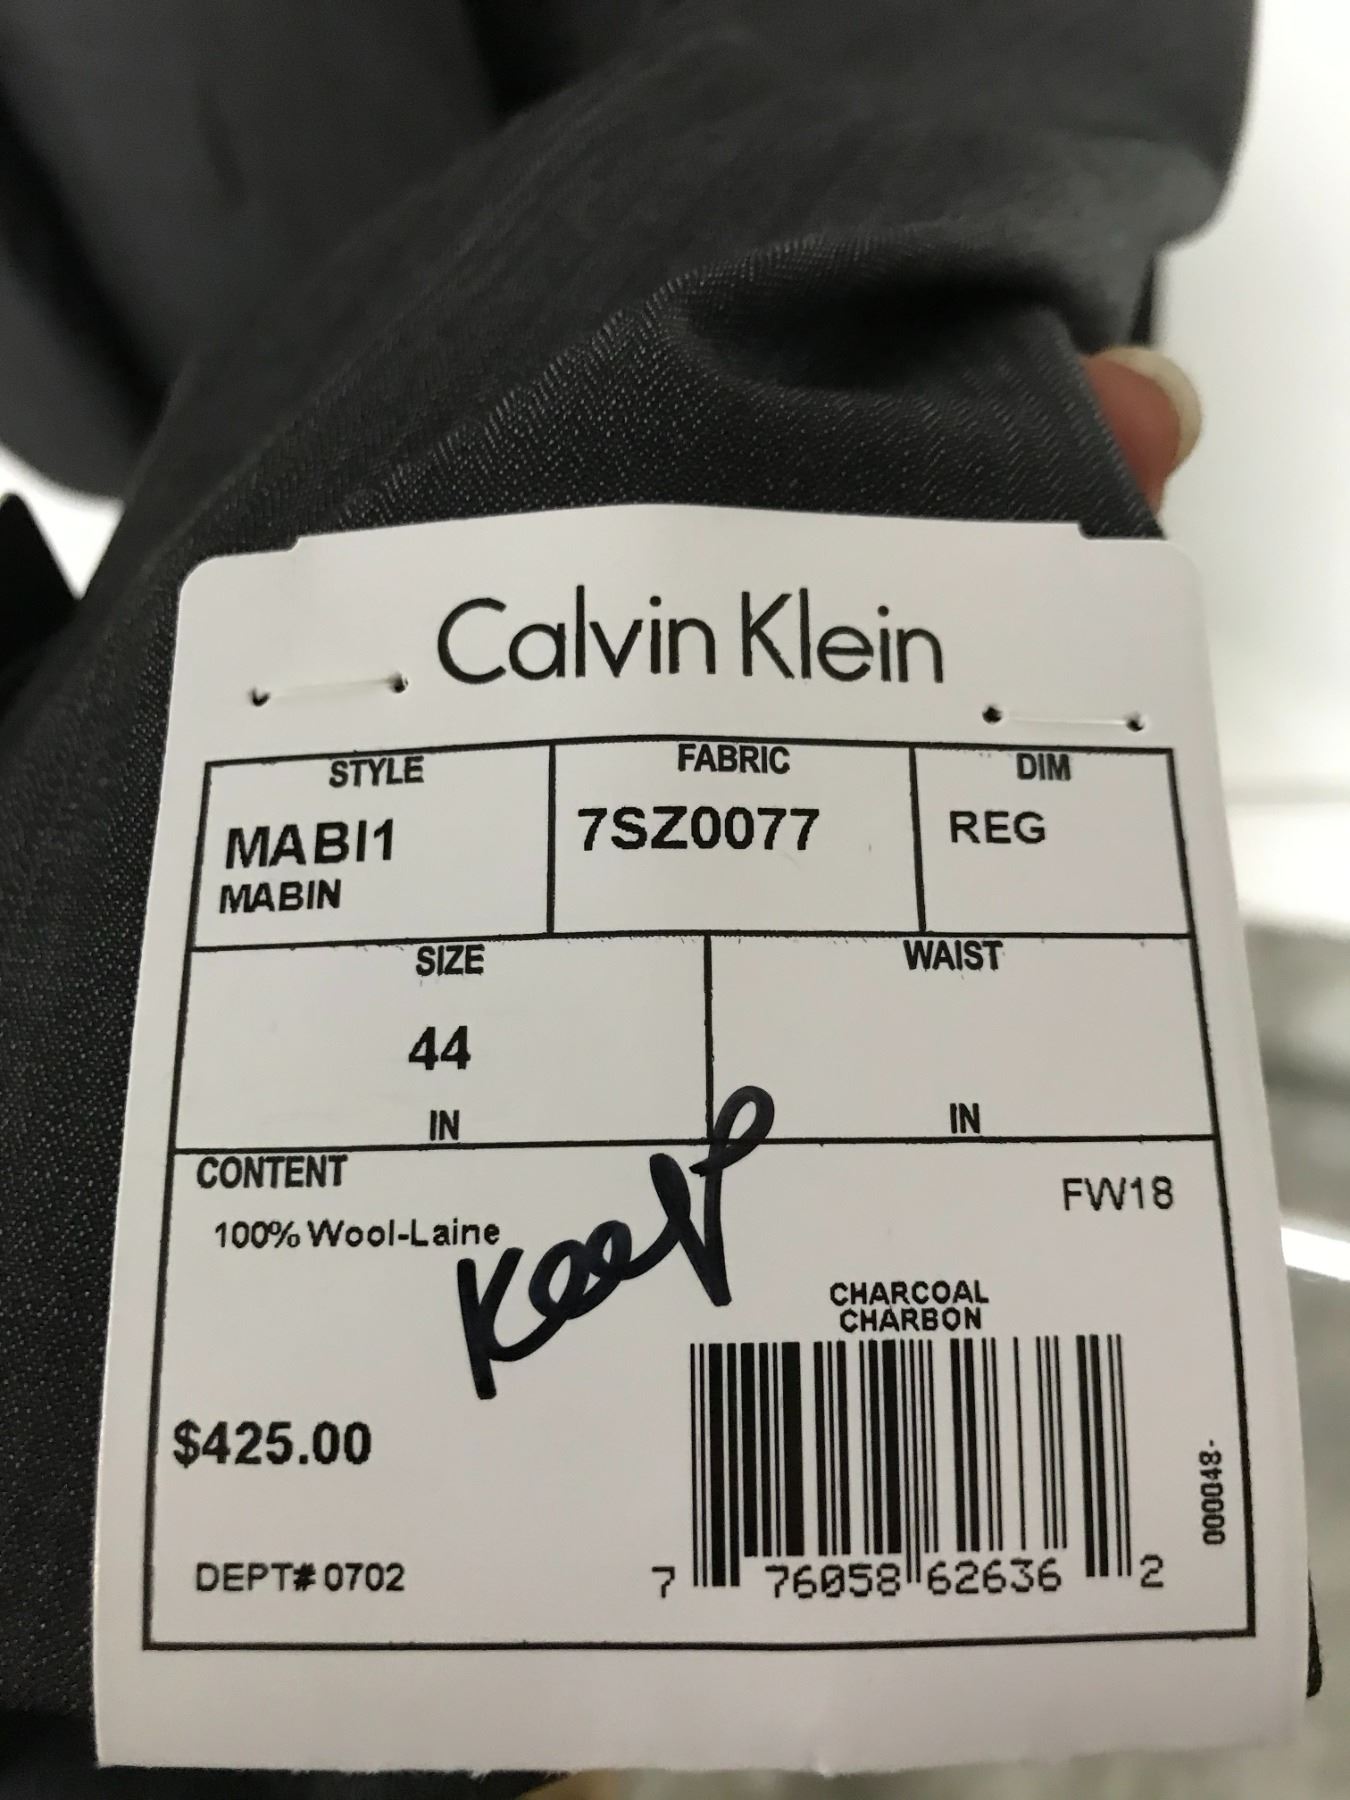 Calvin Klein
STYLE
MABI1
MABIN
FABRIC
7SZ0077
DIM
REG
SIZE
44
IN
WAIST
IN
CONTENT
100% Wool-Laine
FW18
Keep
CHARCOAL
CHARBON
$425.00
DEPT# 0702
7 76058 62636 2
000048-